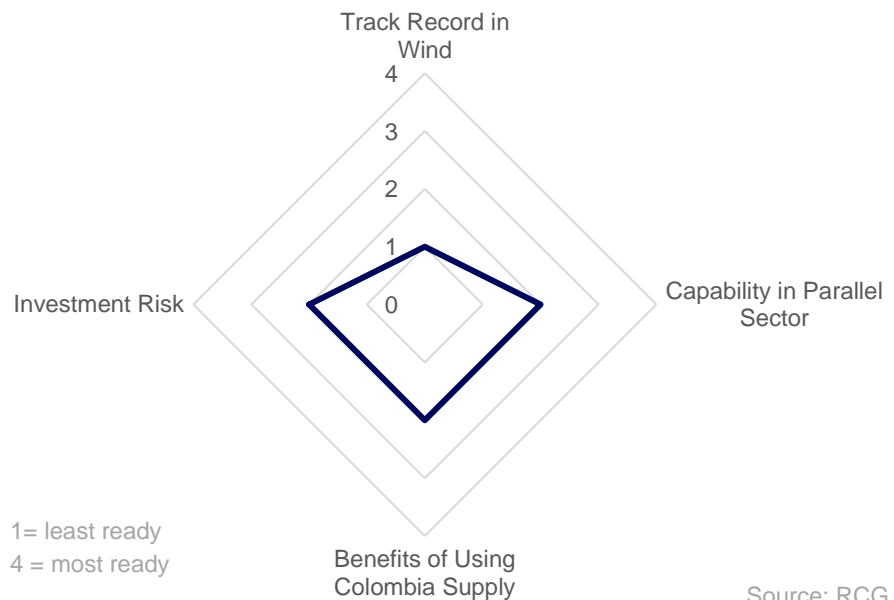 Track Record in
Wind
4
3
2
1
0
Investment Risk
Capability in Parallel
Sector
1= least ready
4 = most ready
Benefits of Using
Colombia Supply
Source: RCG